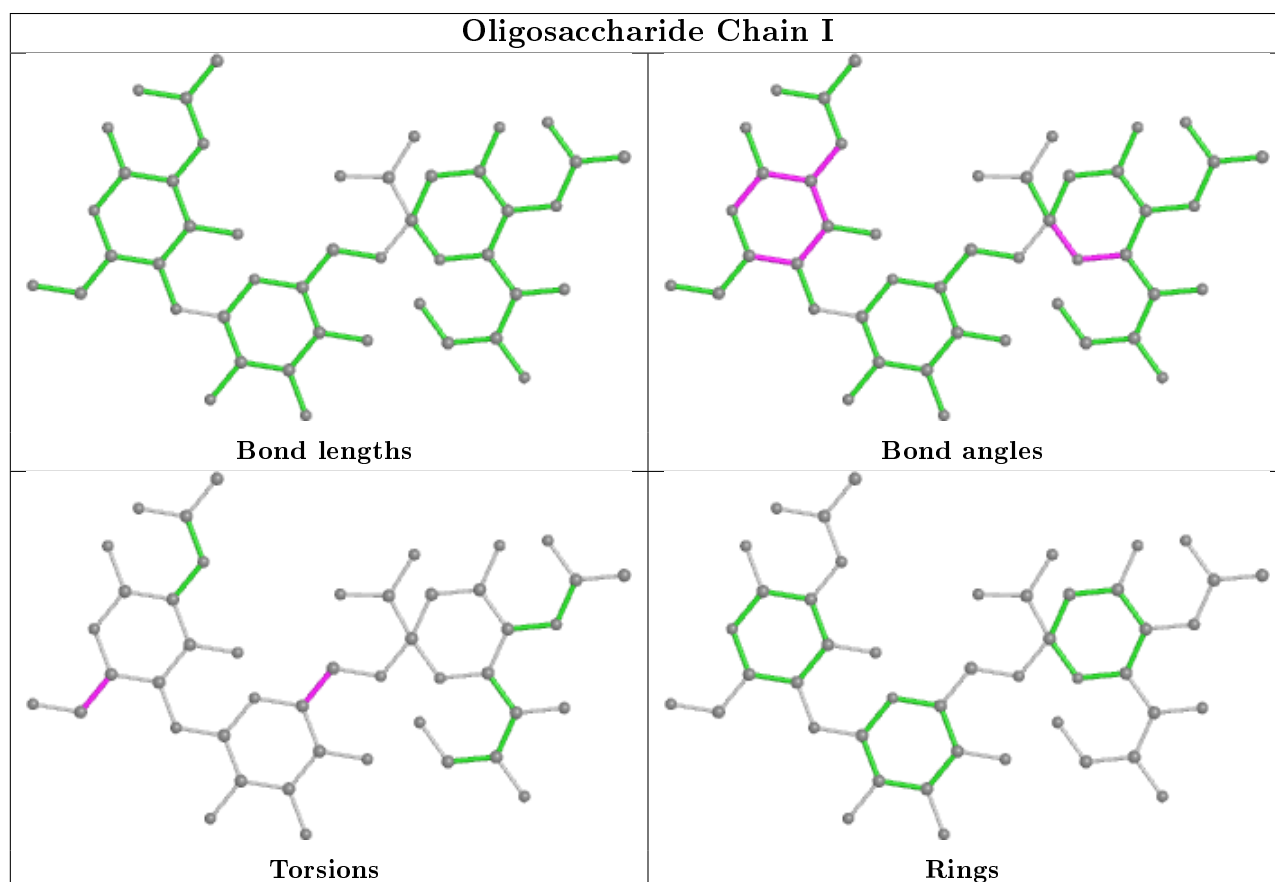 Oligosaccharide Chain I
Bond lengths
Bond angles
Torsions
Rings